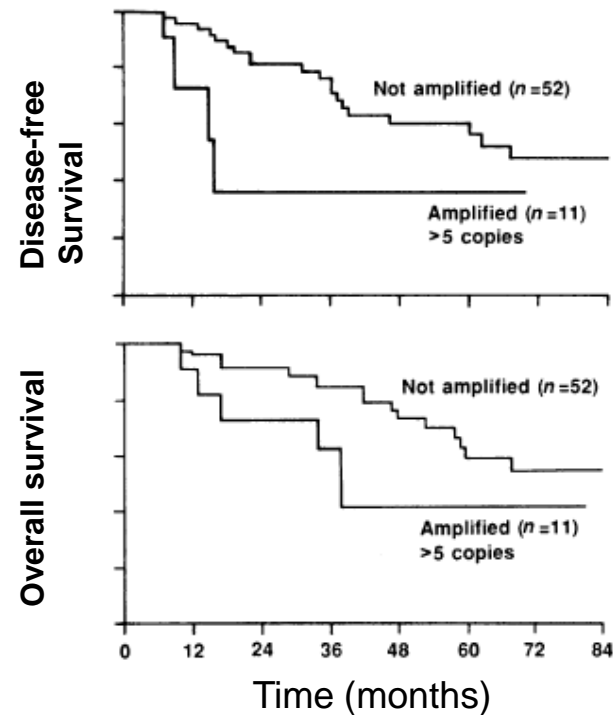 Disease-free
Survival
Not amplified (n=52)
Amplified (n=11)
>5 copies
Overall survival
Not amplified (n=52)
Amplified (n=11)
>5 copies
0 12 24 36 48 60 72 84
Time (months)